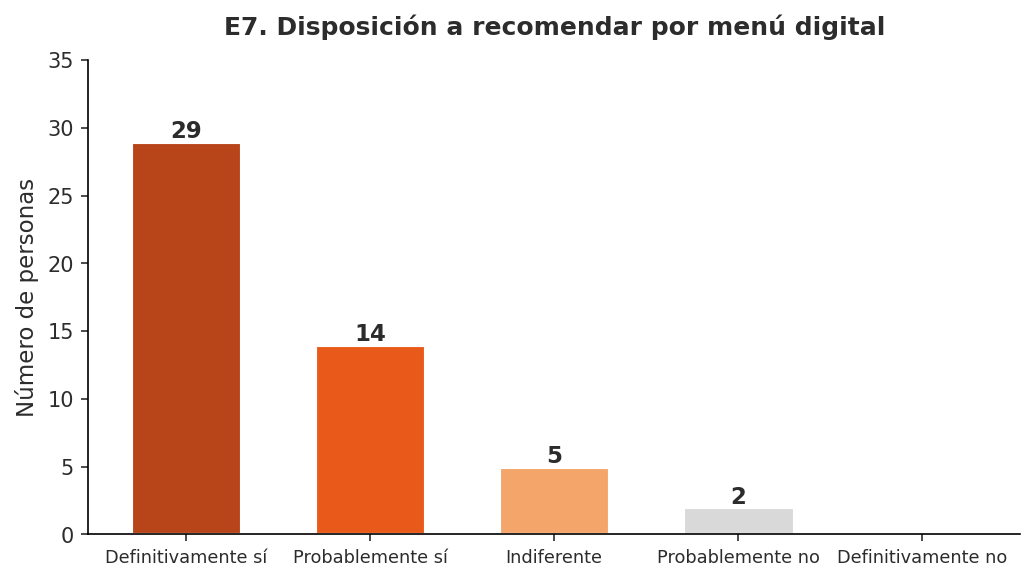 E7. Disposición a recomendar por menú digital
Número de personas
35
30
25
20
15
10
5
0
29
14
5
2
Definitivamente sí
Probablemente sí
Indiferente
Probablemente no
Definitivamente no